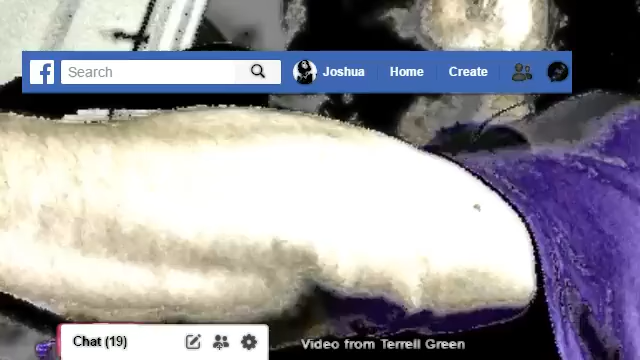 f Search Joshua Home Create
Chat (19)
Video from Terrell Green